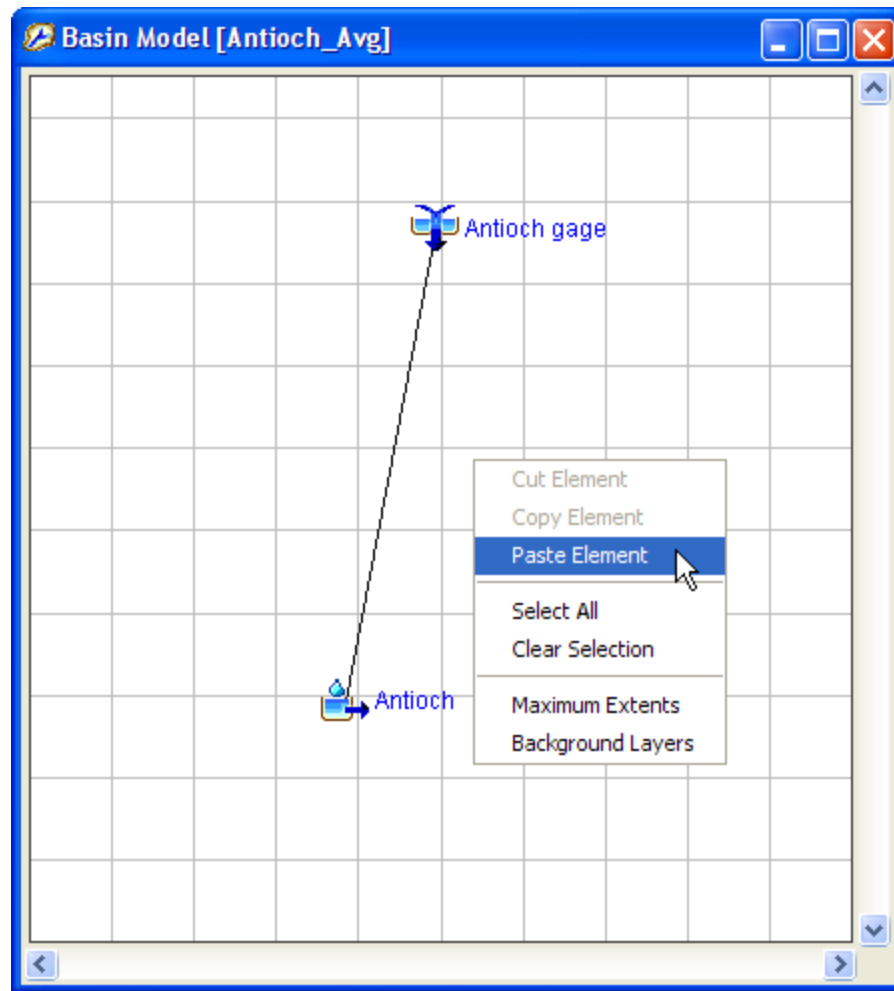 Basin Model [Antioch_Avg]
Antioch gage
Cut Element
Copy Element
Paste Element
Select All
Clear Selection
Antioch
Maximum Extents
Background Layers